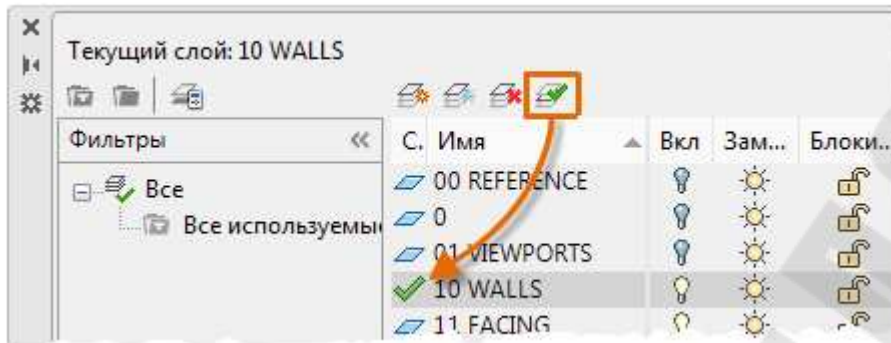 Текущий слой: 10 WALLS
Фильтры
С. Имя Вкл Зам... Блоки...
Все
Все используемы
00 REFERENCE
0
01 VIEWPORTS
10 WALLS
11 FACING